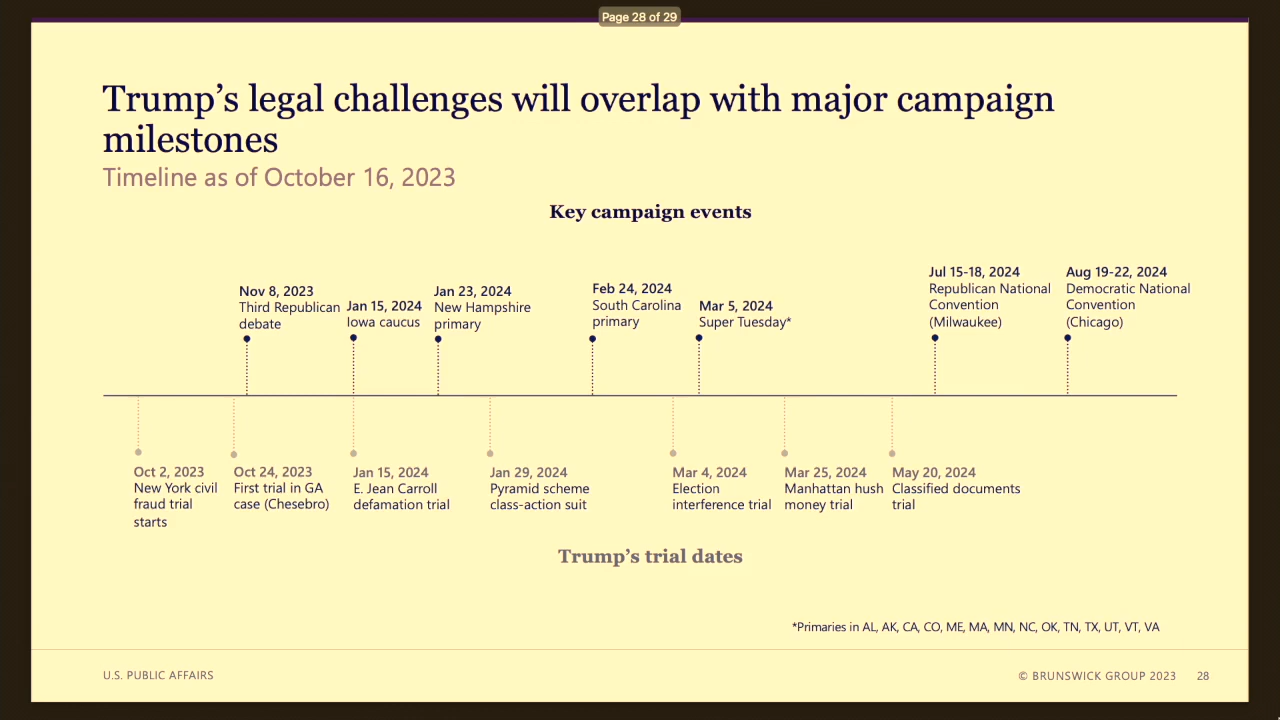 Page 28 of 29
Trump's legal challenges will overlap with major campaign
milestones
Timeline as of October 16, 2023
Key campaign events
Nov 8, 2023
Third Republican
debate
Jan 15, 2024
Iowa caucus
Jan 23, 2024
New Hampshire
primary
Feb 24, 2024
South Carolina
primary
Mar 5, 2024
Super Tuesday*
Jul 15-18, 2024
Republican National
Convention
(Milwaukee)
Aug 19-22, 2024
Democratic National
Convention
(Chicago)
Oct 2, 2023
New York civil
fraud trial
starts
Oct 24, 2023
First trial in GA
case (Chesebro)
Jan 15, 2024
E. Jean Carroll
defamation trial
Jan 29, 2024
Pyramid scheme
class-action suit
Mar 4, 2024
Election
interference trial
Mar 25, 2024
Manhattan hush
money trial
May 20, 2024
Classified documents
trial
Trump's trial dates
*Primaries in AL, AK, CA, CO, ME, MA, MN, NC, OK, TN, TX, UT, VT, VA
U.S. PUBLIC AFFAIRS
© BRUNSWICK GROUP 2023 28